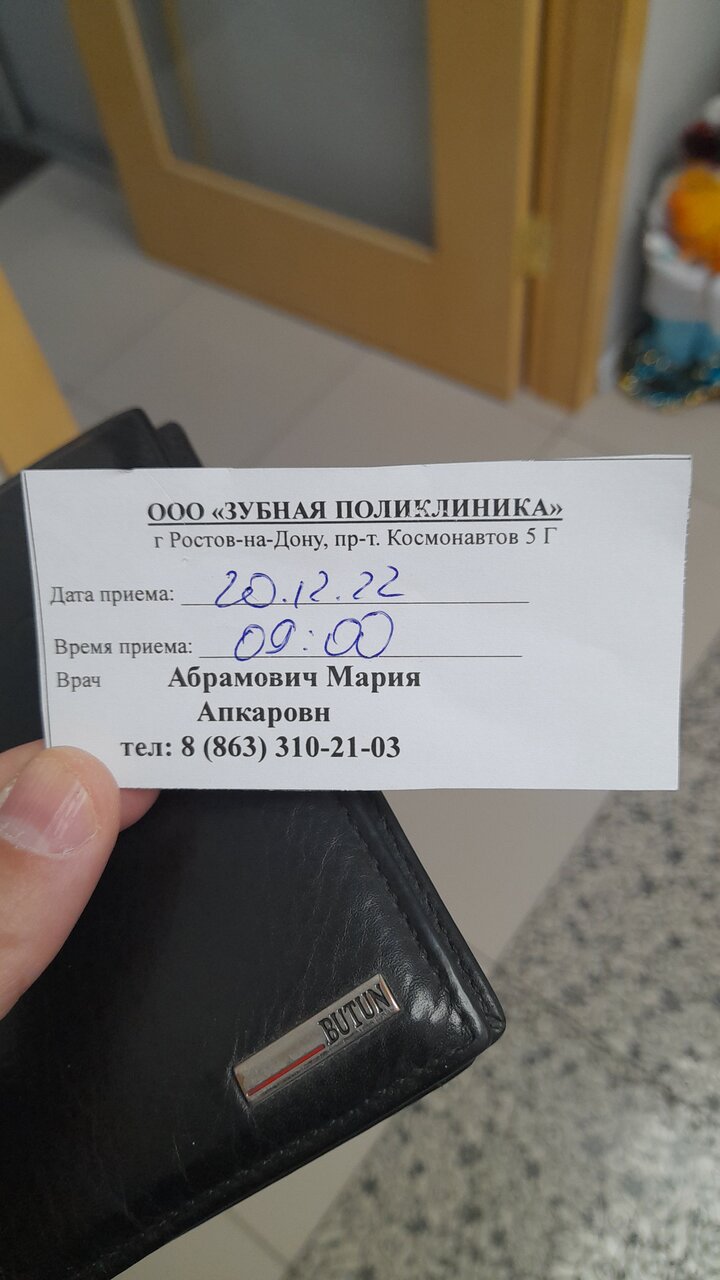 ООО «ЗУБНАЯ ПОЛИКЛИНИКА»
г Ростов-на-Дону, пр-т. Космонавтов 5 Г
Дата приема: 20.12.22
Время приема: 09:00
Врач Абрамович Мария
Апкаровн
тел: 8 (863) 310-21-03
BUTUN